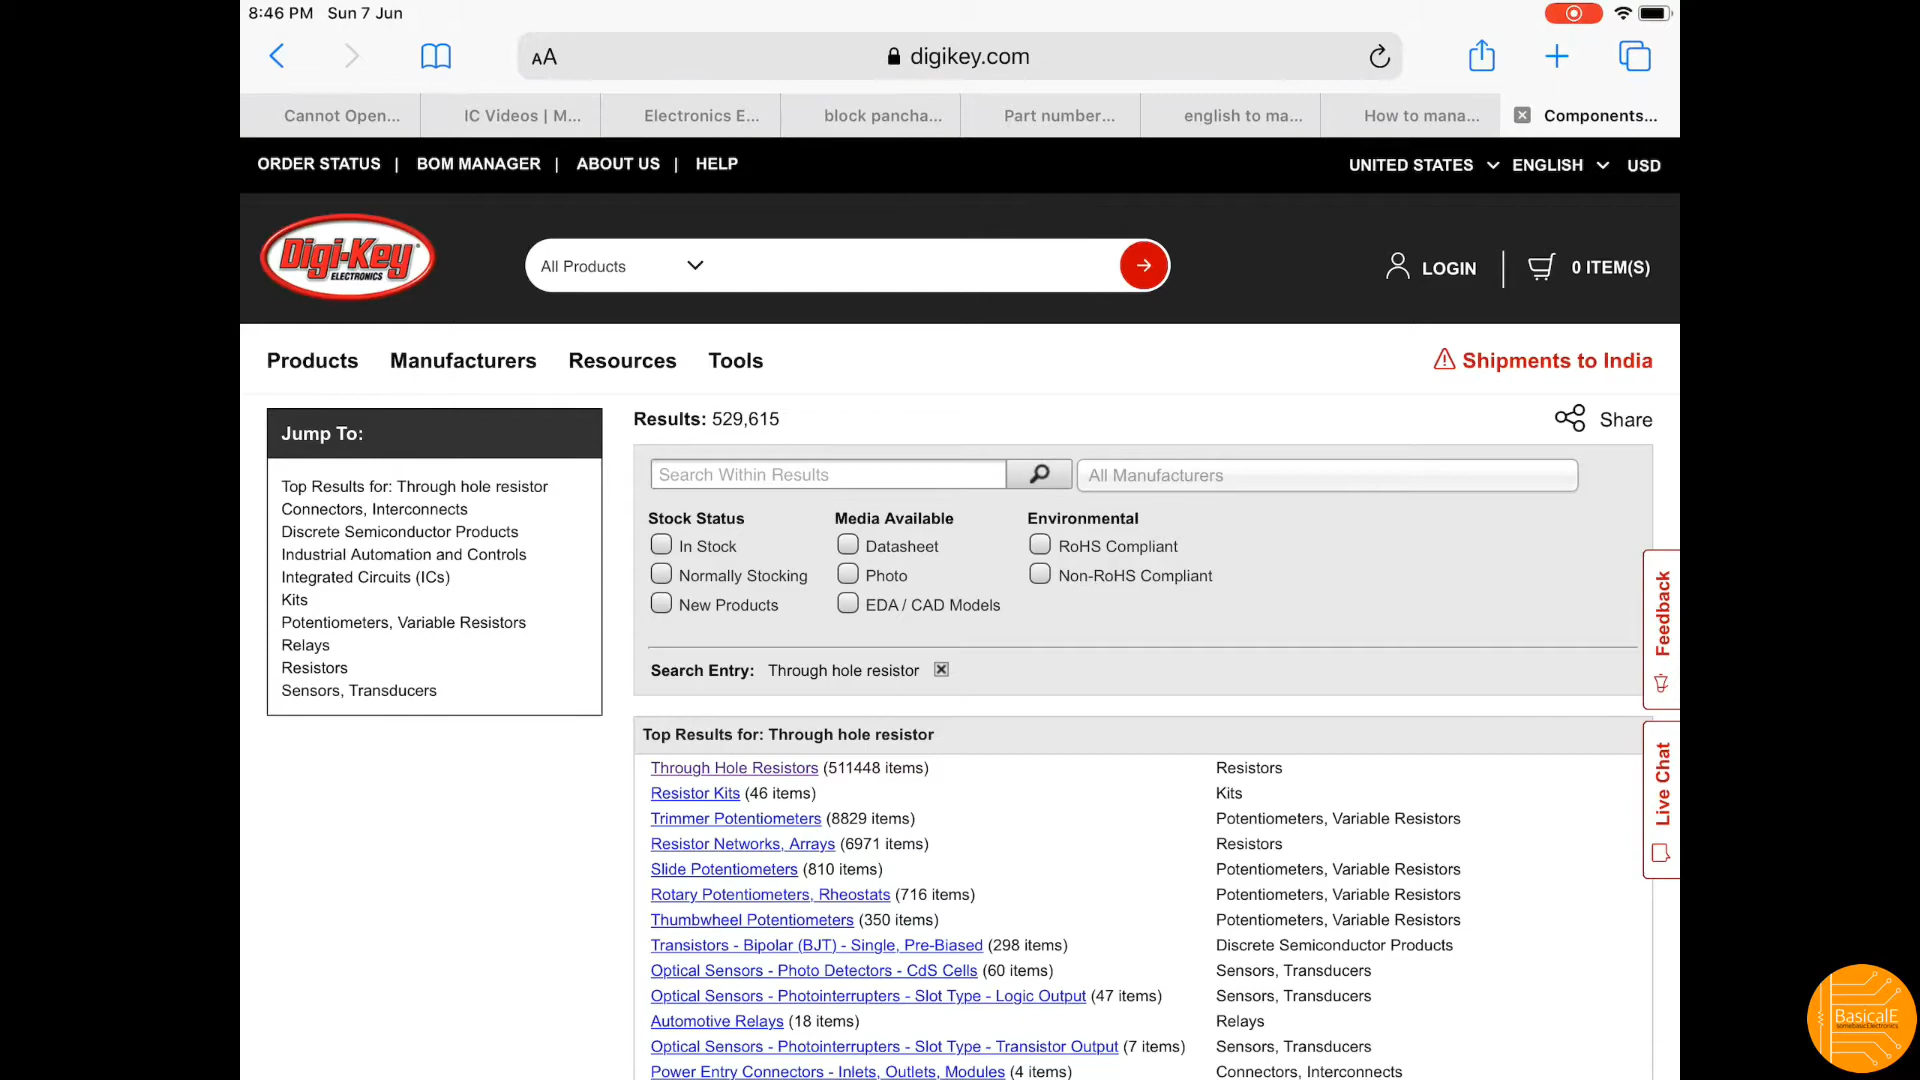 8:46 PM Sun 7 Jun
AA digikey.com
Cannot Open... IC Videos | M... Electronics E... block pancha... Part number... english to ma... How to mana... Components...
ORDER STATUS | BOM MANAGER | ABOUT US | HELP UNITED STATES ENGLISH USD
Digi-Key ELECTRONICS
All Products
LOGIN 0 ITEM(S)
Products Manufacturers Resources Tools Shipments to India
Jump To:
Top Results for: Through hole resistor
Connectors, Interconnects
Discrete Semiconductor Products
Industrial Automation and Controls
Integrated Circuits (ICs)
Kits
Potentiometers, Variable Resistors
Relays
Resistors
Sensors, Transducers
Results: 529,615 Share
Search Within Results All Manufacturers
Stock Status Media Available Environmental
In Stock Datasheet RoHS Compliant
Normally Stocking Photo Non-RoHS Compliant
New Products EDA / CAD Models
Search Entry: Through hole resistor
Top Results for: Through hole resistor
Through Hole Resistors (511448 items) Resistors
Resistor Kits (46 items) Kits
Trimmer Potentiometers (8829 items) Potentiometers, Variable Resistors
Resistor Networks, Arrays (6971 items) Resistors
Slide Potentiometers (810 items) Potentiometers, Variable Resistors
Rotary Potentiometers, Rheostats (716 items) Potentiometers, Variable Resistors
Thumbwheel Potentiometers (350 items) Potentiometers, Variable Resistors
Transistors - Bipolar (BJT) - Single, Pre-Biased (298 items) Discrete Semiconductor Products
Optical Sensors - Photo Detectors - CdS Cells (60 items) Sensors, Transducers
Optical Sensors - Photointerrupters - Slot Type - Logic Output (47 items) Sensors, Transducers
Automotive Relays (18 items) Relays
Optical Sensors - Photointerrupters - Slot Type - Transistor Output (7 items) Sensors, Transducers
Power Entry Connectors - Inlets, Outlets, Modules (4 items) Connectors, Interconnects
Feedback
Live Chat
BasicalE
somebasicElectronics